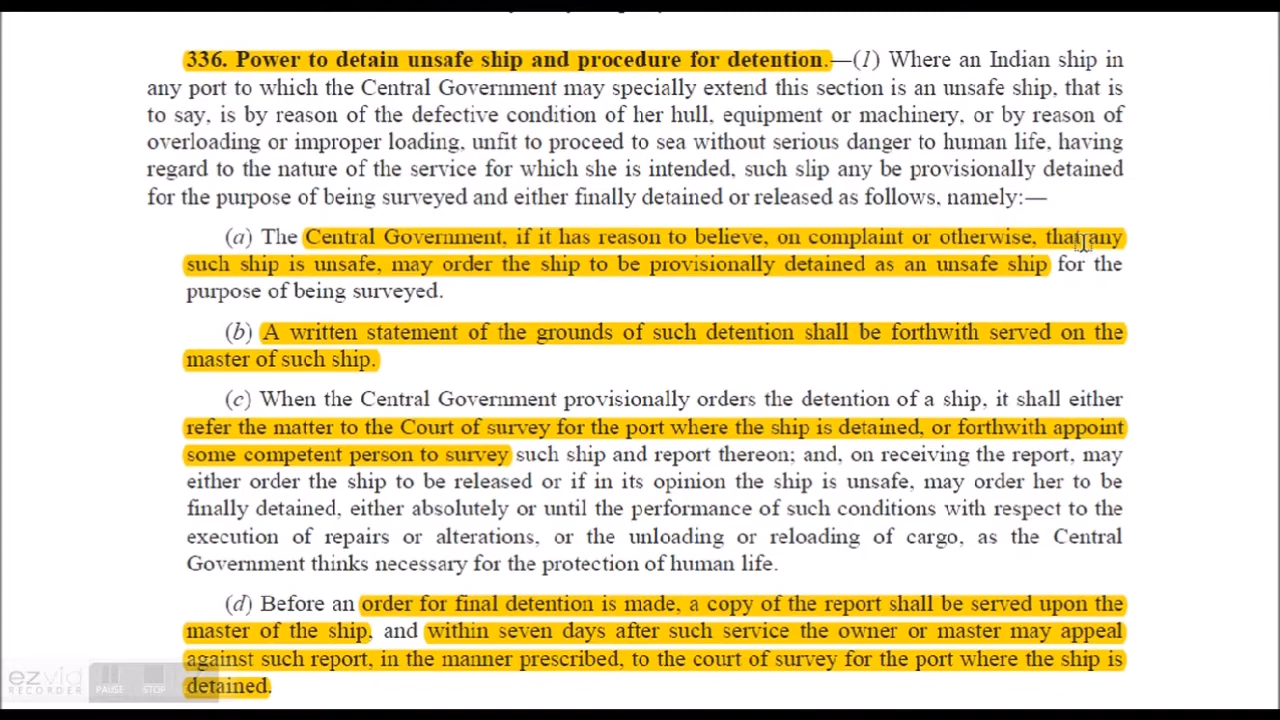 336. Power to detain unsafe ship and procedure for detention.—(1) Where an Indian ship in
any port to which the Central Government may specially extend this section is an unsafe ship, that is
to say, is by reason of the defective condition of her hull, equipment or machinery, or by reason of
overloading or improper loading, unfit to proceed to sea without serious danger to human life, having
regard to the nature of the service for which she is intended, such slip any be provisionally detained
for the purpose of being surveyed and either finally detained or released as follows, namely:—
(a) The Central Government, if it has reason to believe, on complaint or otherwise, that any
such ship is unsafe, may order the ship to be provisionally detained as an unsafe ship for the
purpose of being surveyed.
(b) A written statement of the grounds of such detention shall be forthwith served on the
master of such ship.
(c) When the Central Government provisionally orders the detention of a ship, it shall either
refer the matter to the Court of survey for the port where the ship is detained, or forthwith appoint
some competent person to survey such ship and report thereon; and, on receiving the report, may
either order the ship to be released or if in its opinion the ship is unsafe, may order her to be
finally detained, either absolutely or until the performance of such conditions with respect to the
execution of repairs or alterations, or the unloading or reloading of cargo, as the Central
Government thinks necessary for the protection of human life.
(d) Before an order for final detention is made, a copy of the report shall be served upon the
master of the ship, and within seven days after such service the owner or master may appeal
against such report, in the manner prescribed, to the court of survey for the port where the ship is
detained.
ezvid
RECORDER
PAUSE
STOP